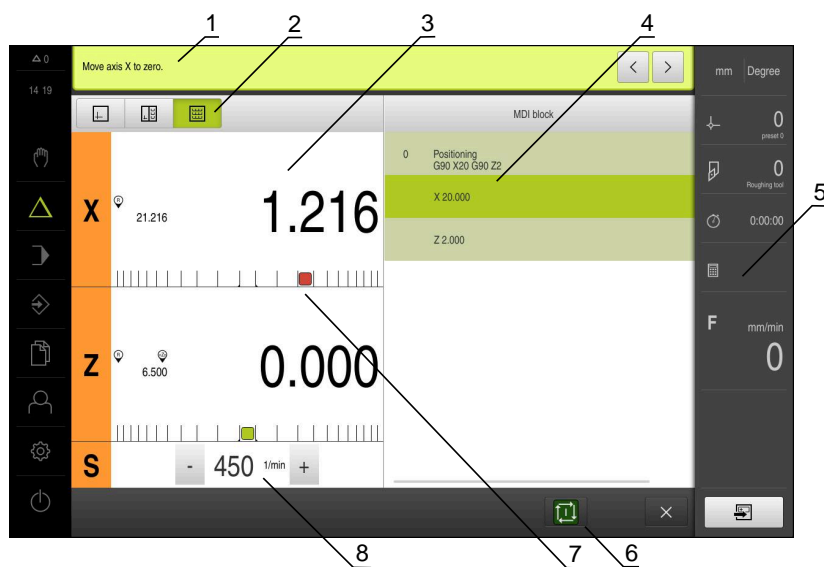 1
2
3
4
5
6
7
8
0
14 19
Move axis X to zero.
< >
mm Degree
MDI block
0
preset 0
0 Positioning
G90 X20 G90 Z2
X 20.000
Z 2.000
0
Roughing tool
0:00:00
F mm/min
0
X R 21.216 1.216
Z R 6.500 0.000
S - 450 1/min +